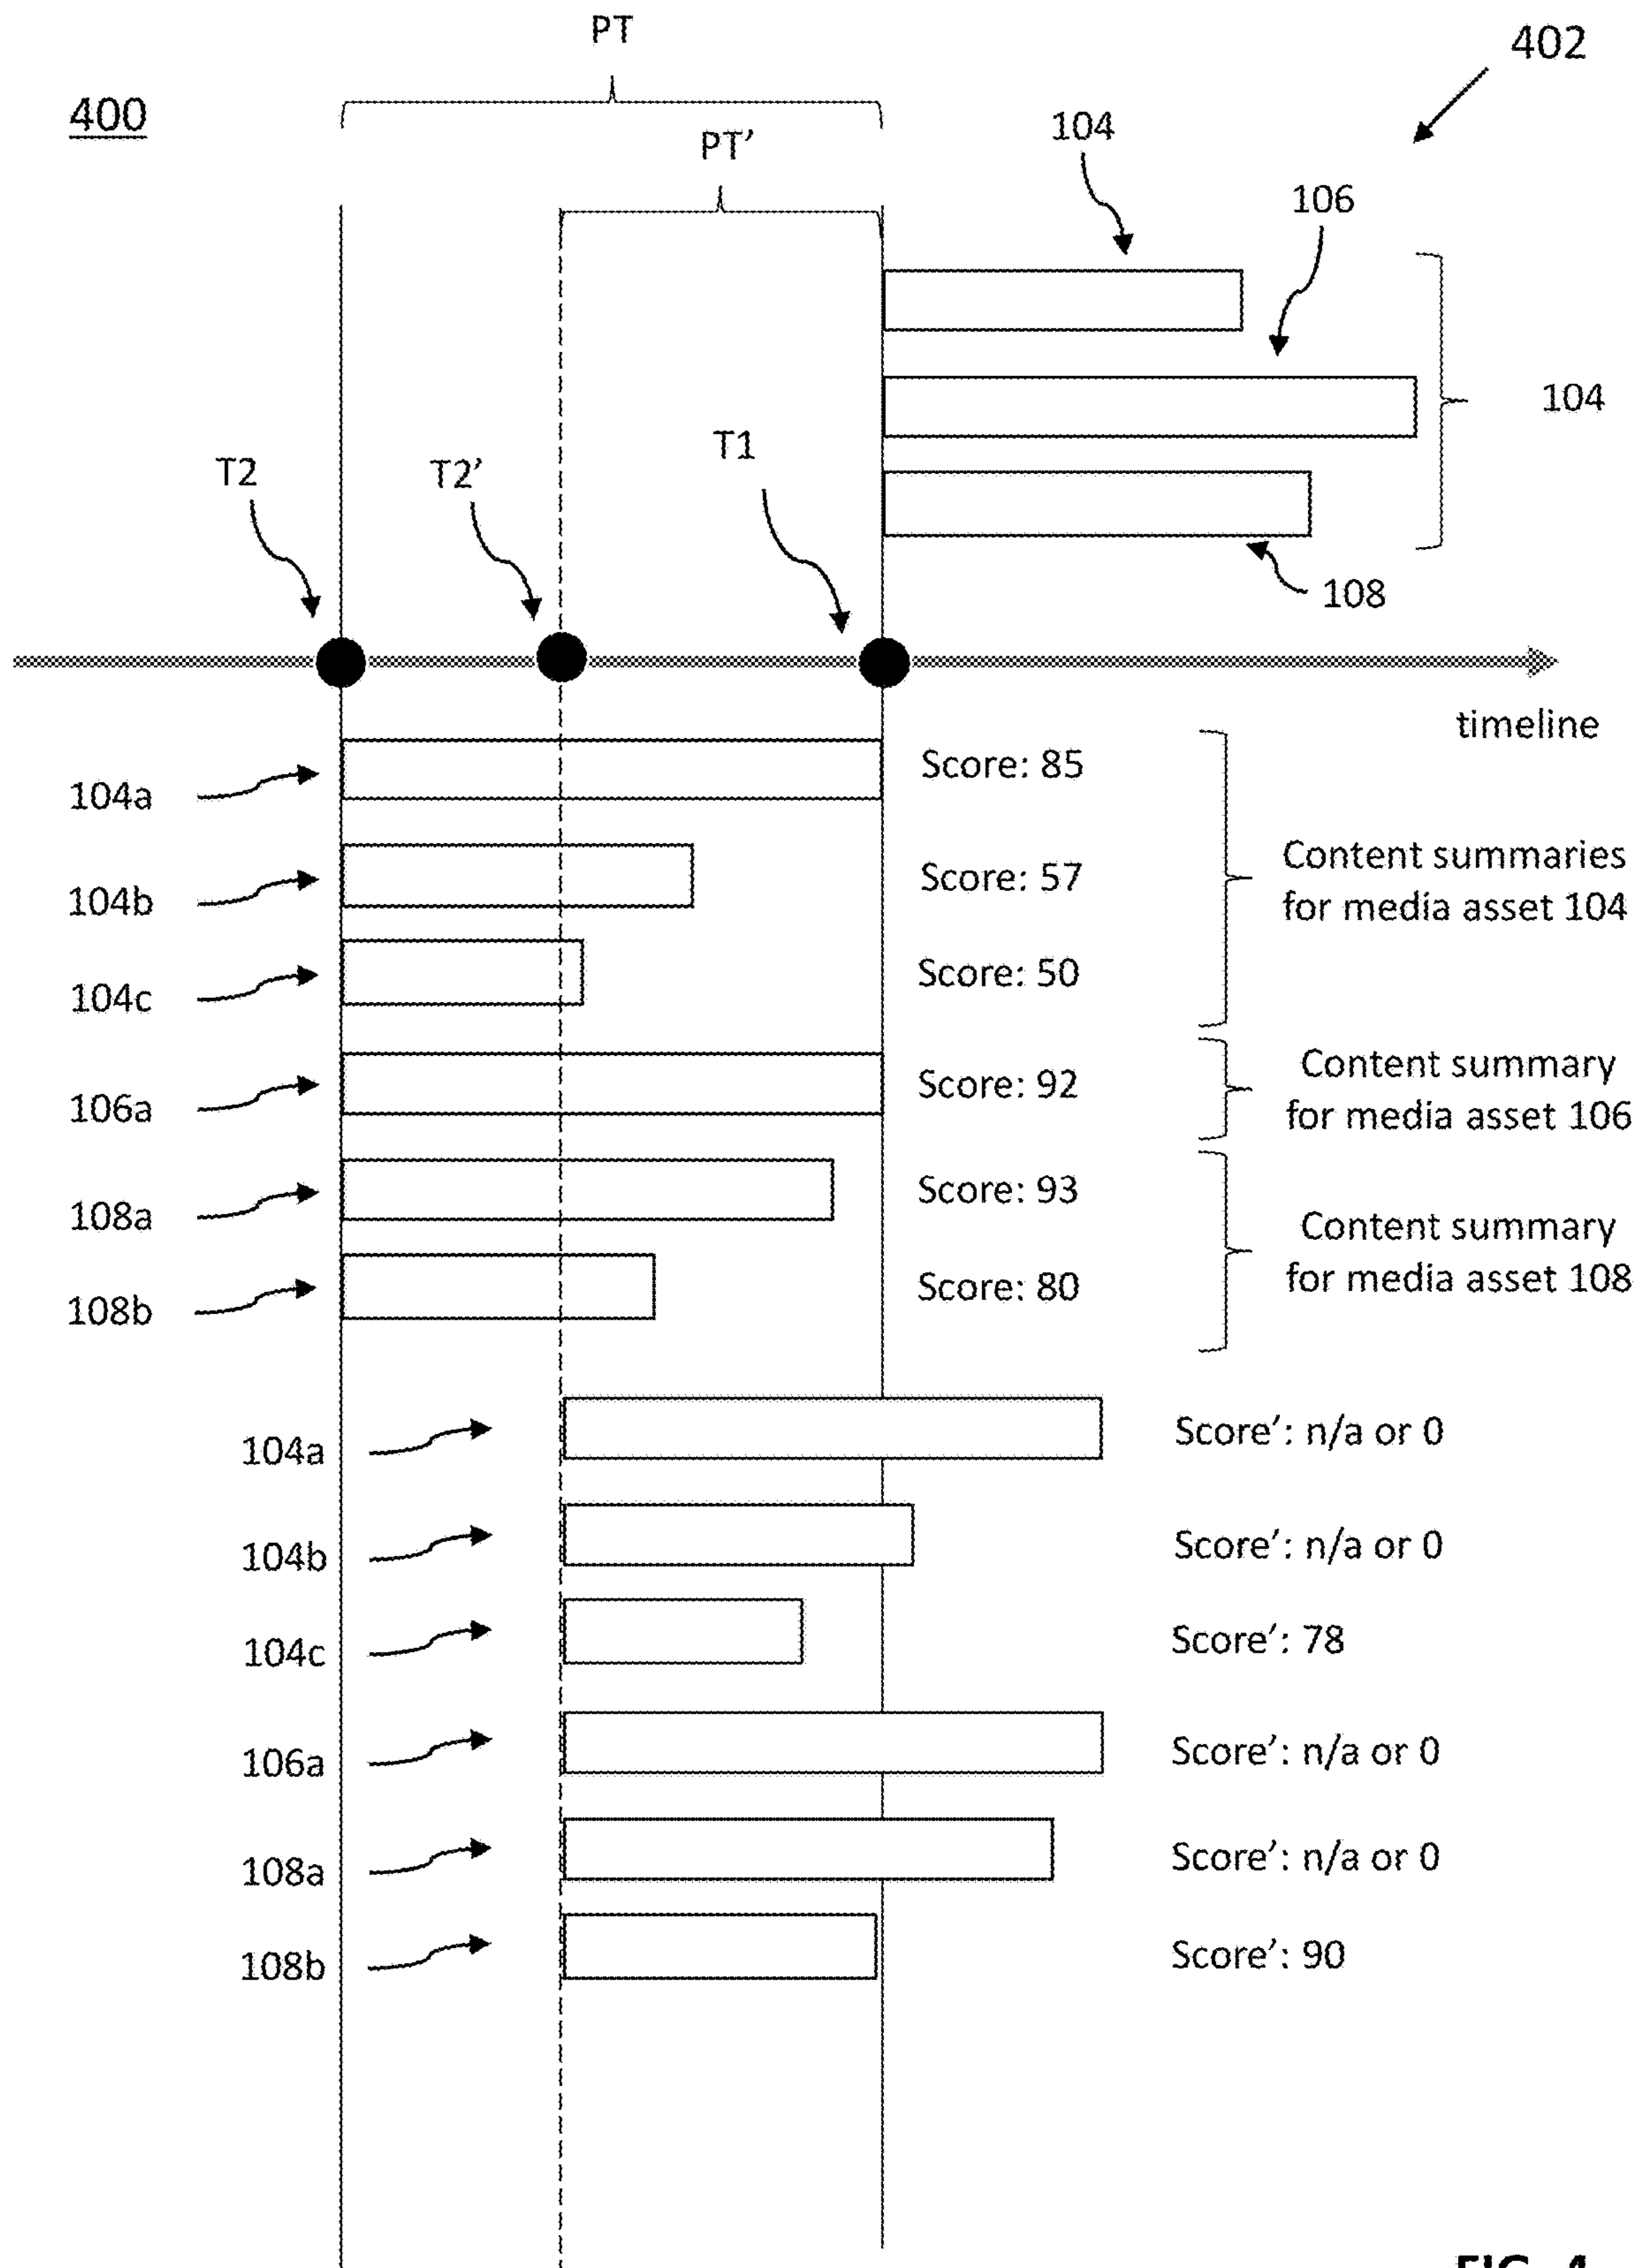 PT
402
400
104
PT’
106
104
T1
T2
T2’
108
timeline
104a
Score: 85
104b
Score: 57
Content summaries
for media asset 104
104c
Score: 50
106a
Score: 92
Content summary
for media asset 106
108a
Score: 93
108b
Score: 80
Content summary
for media asset 108
104a
Score’: n/a or 0
104b
Score’: n/a or 0
104c
Score’: 78
106a
Score’: n/a or 0
108a
Score’: n/a or 0
108b
Score’: 90
FIG. 4